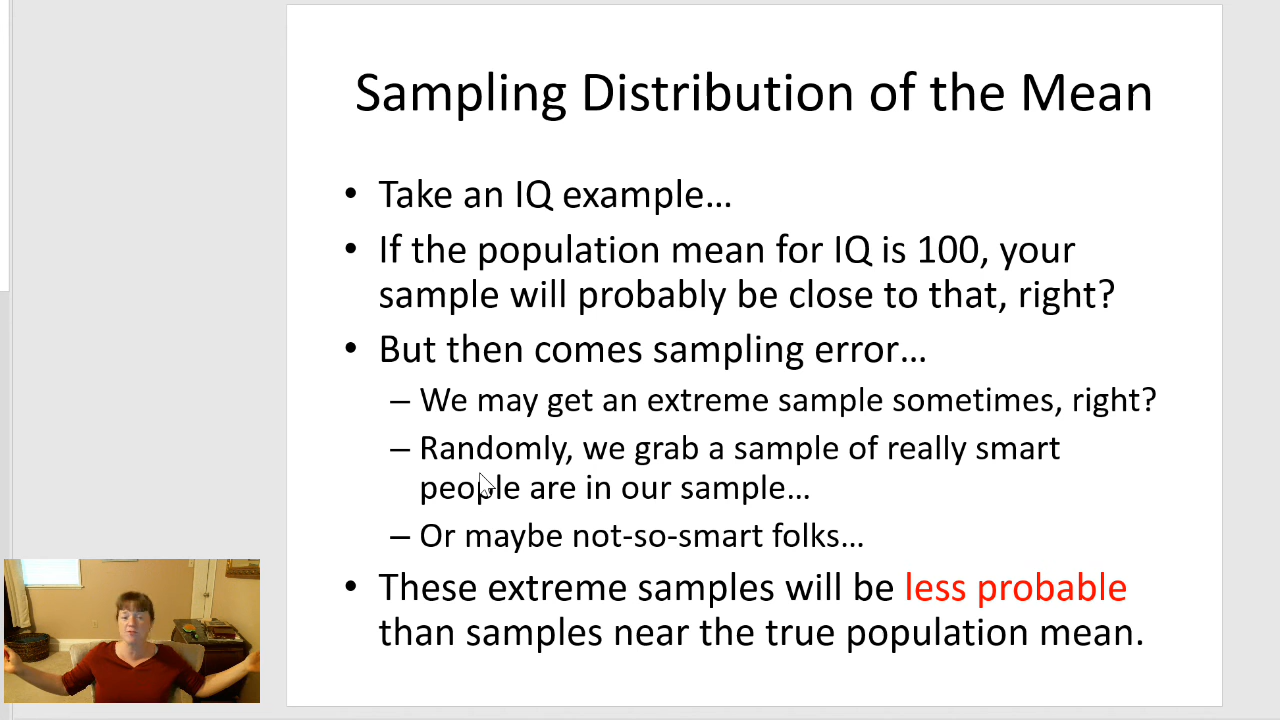 Sampling Distribution of the Mean
• Take an IQ example…
• If the population mean for IQ is 100, your
sample will probably be close to that, right?
• But then comes sampling error…
– We may get an extreme sample sometimes, right?
– Randomly, we grab a sample of really smart
people are in our sample…
– Or maybe not-so-smart folks…
• These extreme samples will be less probable
than samples near the true population mean.